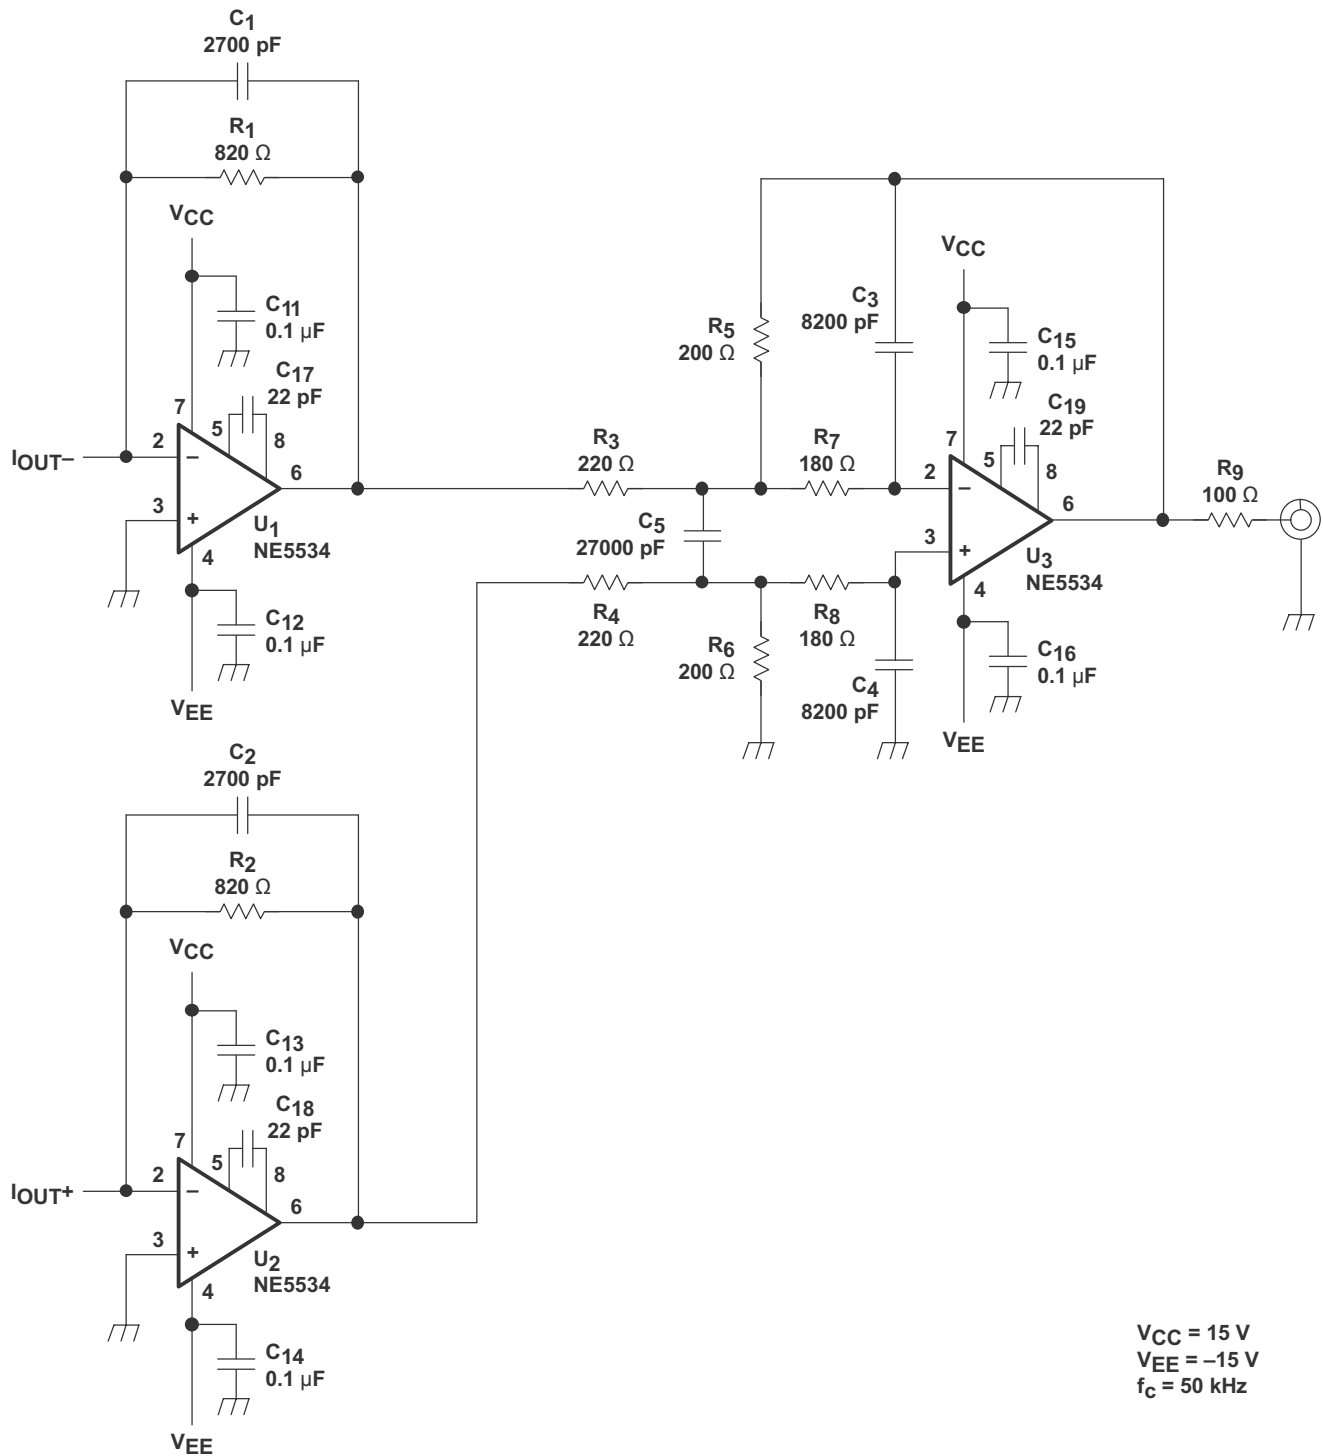 C1
2700 pF
R1
820 Ω
VCC
C11
0.1 µF
C17
22 pF
7
5
8
2
IOUT–
–
6
3
+
U1
NE5534
4
C12
0.1 µF
VEE
C2
2700 pF
R2
820 Ω
VCC
C13
0.1 µF
C18
22 pF
7
5
8
2
IOUT+
–
6
3
+
U2
NE5534
4
C14
0.1 µF
VEE
R3
220 Ω
C5
27000 pF
R4
220 Ω
R5
200 Ω
C3
8200 pF
R7
180 Ω
R6
200 Ω
R8
180 Ω
C4
8200 pF
VCC
C15
0.1 µF
C19
22 pF
7
5
8
2
–
6
3
+
U3
NE5534
4
C16
0.1 µF
VEE
R9
100 Ω
VCC = 15 V
VEE = –15 V
fc = 50 kHz